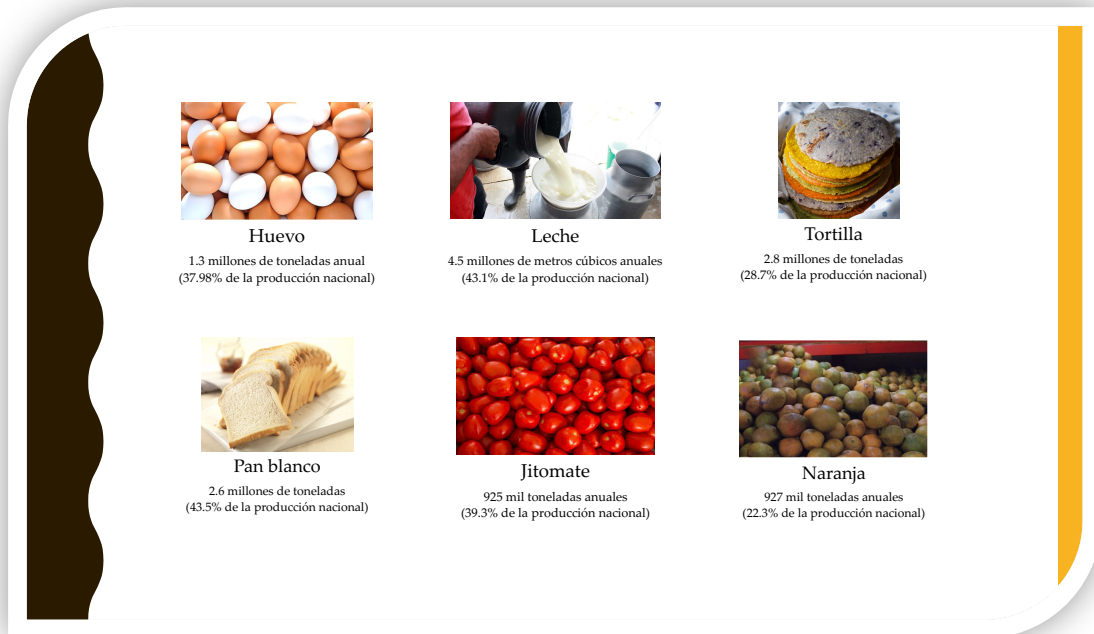 Huevo
1.3 millones de toneladas anual
(37.98% de la producción nacional)
Leche
4.5 millones de metros cúbicos anuales
(43.1% de la producción nacional)
Tortilla
2.8 millones de toneladas
(28.7% de la producción nacional)
Pan blanco
2.6 millones de toneladas
(43.5% de la producción nacional)
Jitomate
925 mil toneladas anuales
(39.3% de la producción nacional)
Naranja
927 mil toneladas anuales
(22.3% de la producción nacional)